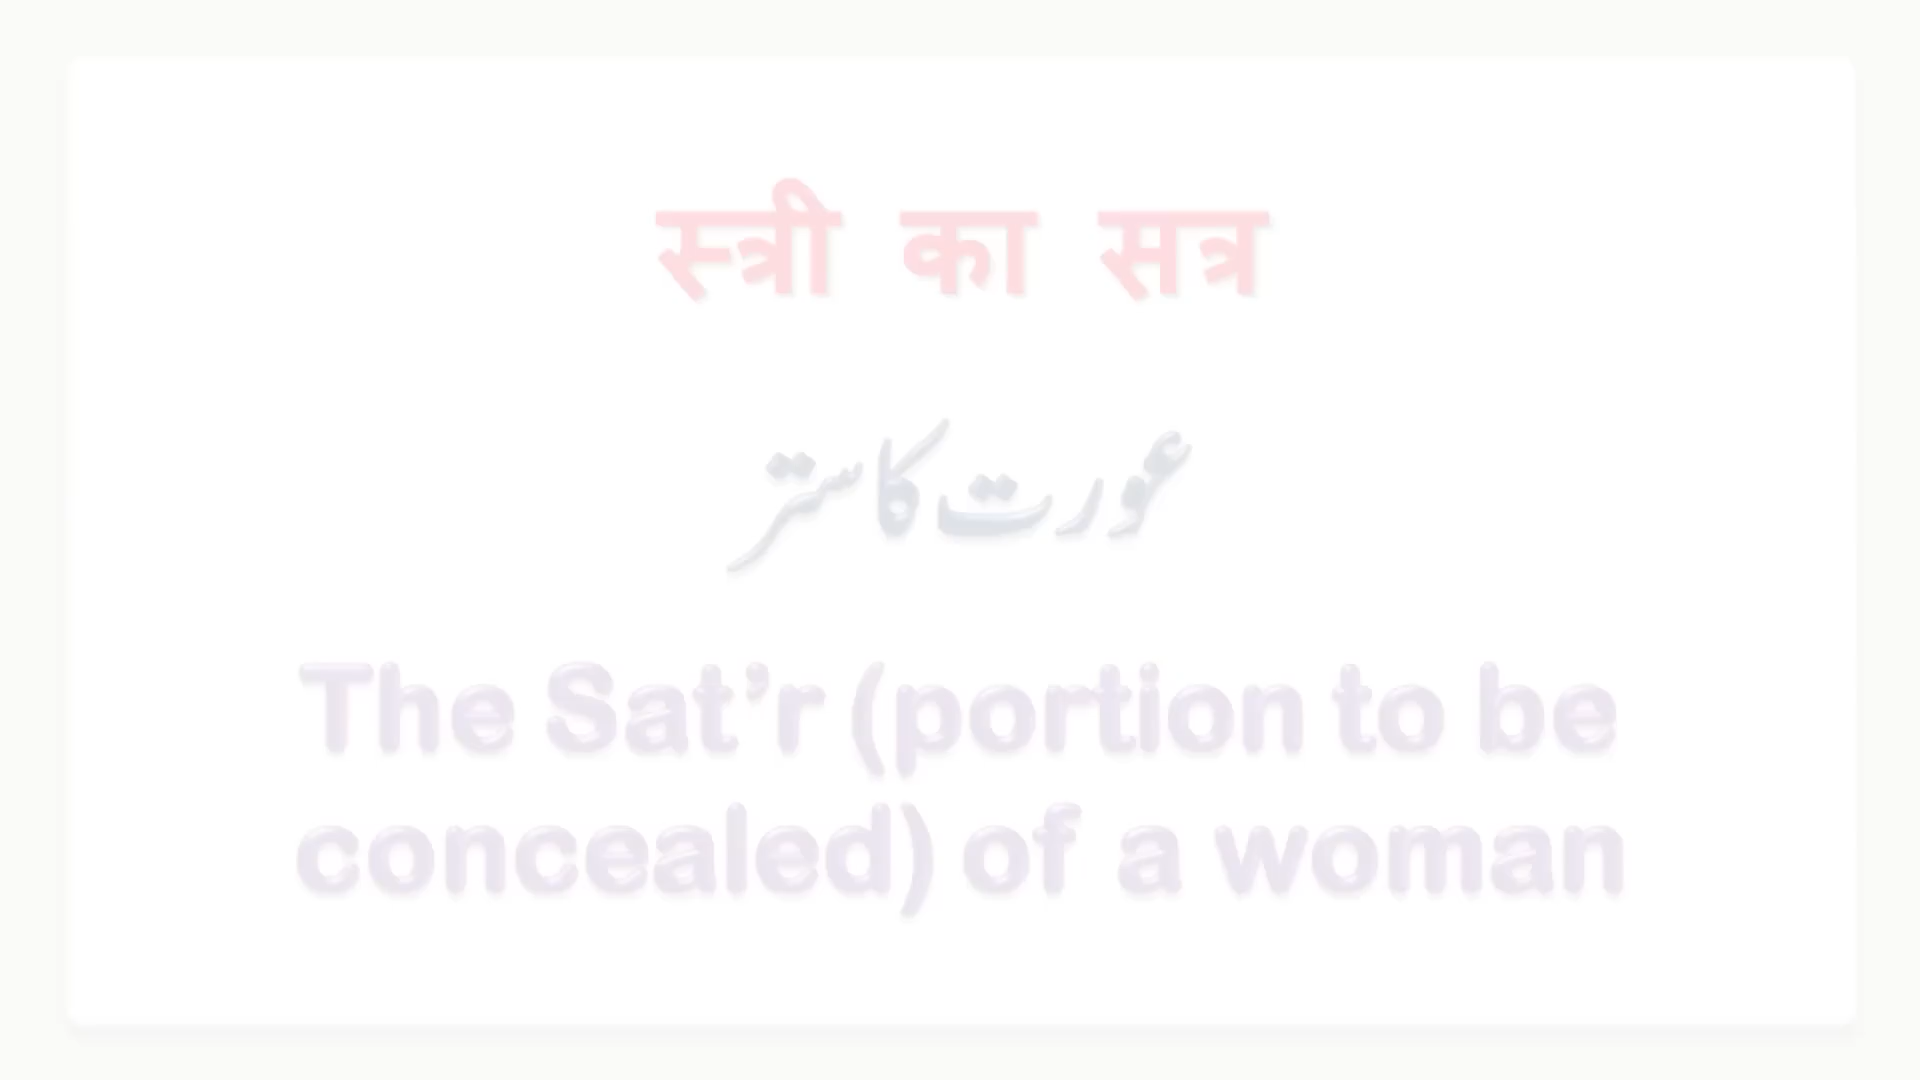 स्त्री का सत्र
عورت کا ستر
The Sat’r (portion to be
concealed) of a woman